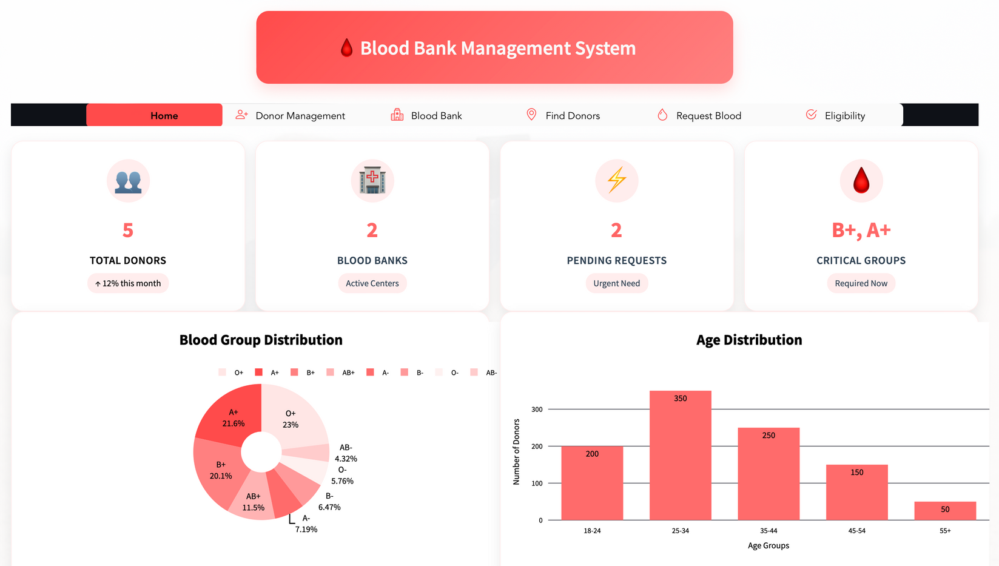 Blood Bank Management System
Home
Donor Management
Blood Bank
Find Donors
Request Blood
Eligibility
5
TOTAL DONORS
↑ 12% this month
2
BLOOD BANKS
Active Centers
2
PENDING REQUESTS
Urgent Need
B+, A+
CRITICAL GROUPS
Required Now
Blood Group Distribution
O+ A+ B+ AB+ A- B- O- AB-
A+
21.6%
O+
23%
AB-
4.32%
O-
5.76%
B+
20.1%
AB+
11.5%
B-
6.47%
A-
7.19%
Age Distribution
Number of Donors
300
200
100
0
350
250
200
150
50
18-24
25-34
35-44
45-54
55+
Age Groups